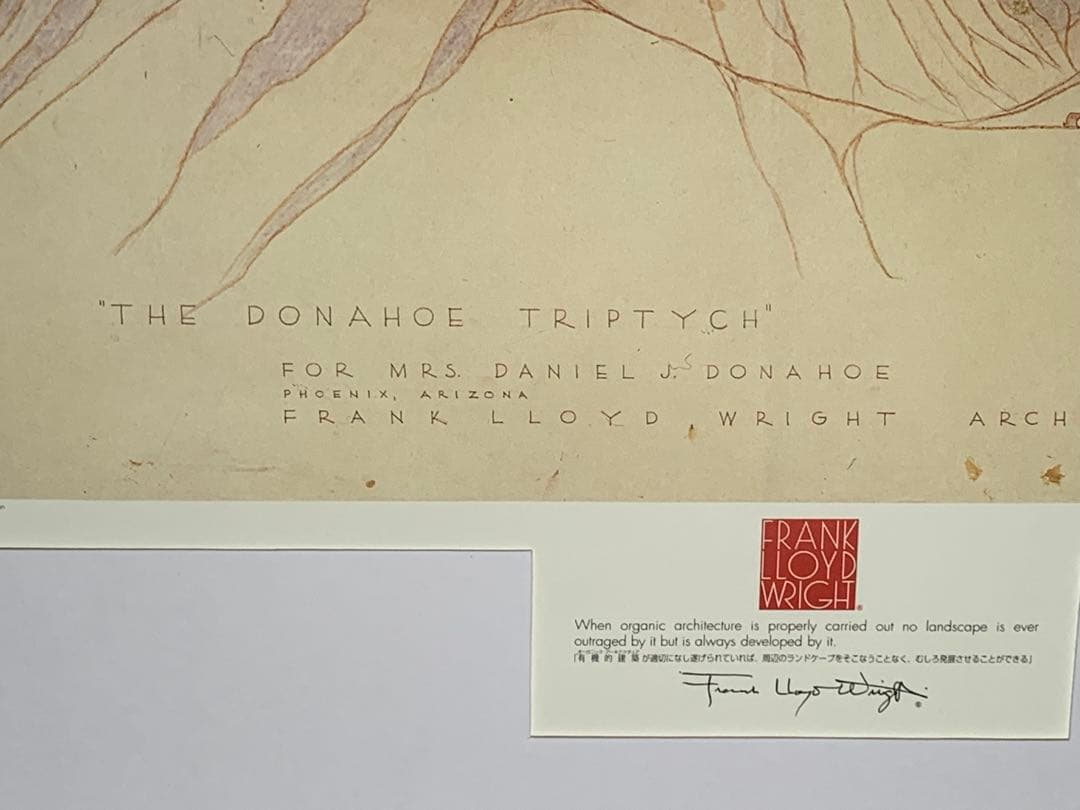 "THE DONAHOE TRIPTYCH"
FOR MRS. DANIEL J. DONAHOE
PHOENIX, ARIZONA
FRANK LLOYD WRIGHT ARCH
FRANK
LLOYD
WRIGHT®
When organic architecture is properly carried out no landscape is ever
outraged by it but is always developed by it.
「有機的建築が適切になし遂げられていれば、周辺のランドケープをそこなうことなく、むしろ発展させることができる」
Frank Lloyd Wright®